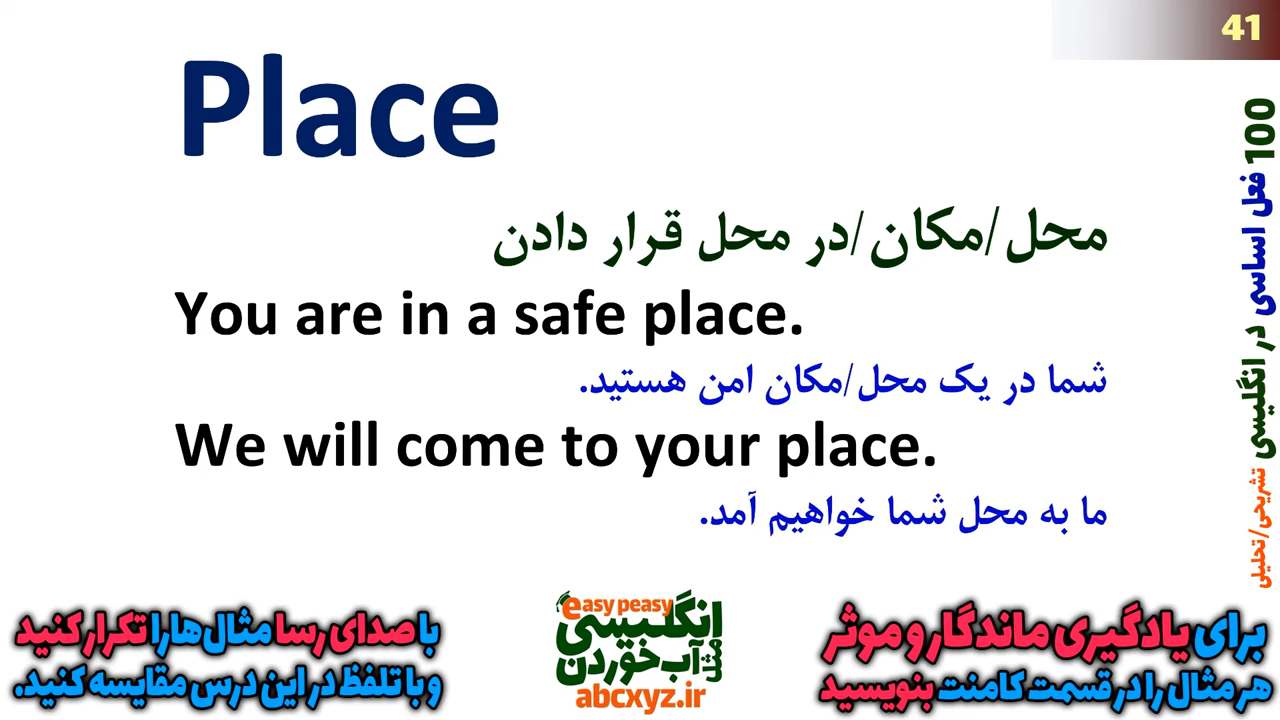 41
Place
محل/مکان/در محل قرار دادن
You are in a safe place.
شما در یک محل/مکان امن هستید.
We will come to your place.
ما به محل شما خواهیم آمد.
100 فعل اساسی در انگلیسی تشریحی/تحلیلی
با صدای رسا مثال‌ها را تکرار کنید
و با تلفظ در این درس مقایسه کنید.
easy peasy
انگلیسی
مثل آب خوردن
abcxyz.ir
برای یادگیری ماندگار و موثر
هر مثال را در قسمت کامنت بنویسید